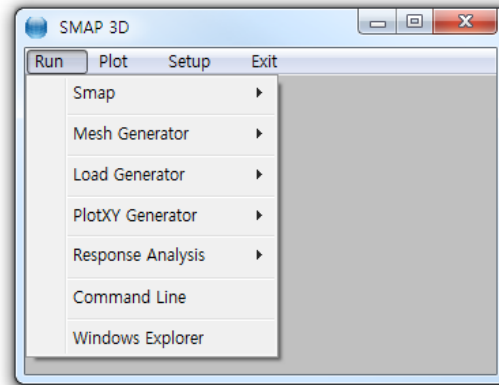 SMAP 3D
Run Plot Setup Exit
Smap
Mesh Generator
Load Generator
PlotXY Generator
Response Analysis
Command Line
Windows Explorer